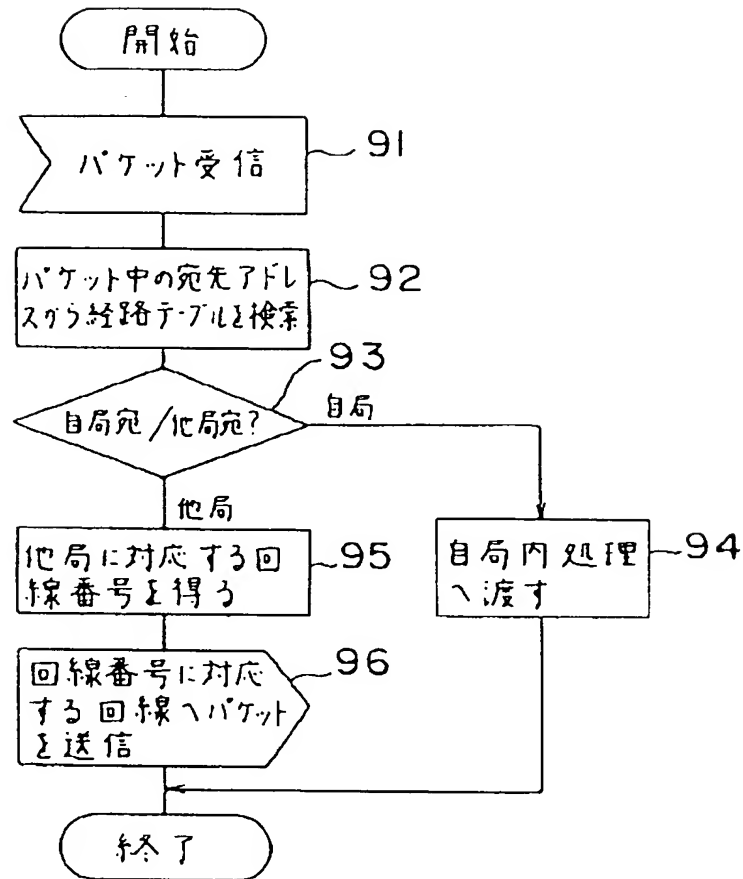 開始
パケット受信
91
パケット中の宛先アドレ
スから経路テーブルを検索
92
93
自局宛/他局宛?
自局
他局
他局に対応する回
線番号を得る
95
自局内処理
へ渡す
94
回線番号に対応
する回線へパケット
を送信
96
終了